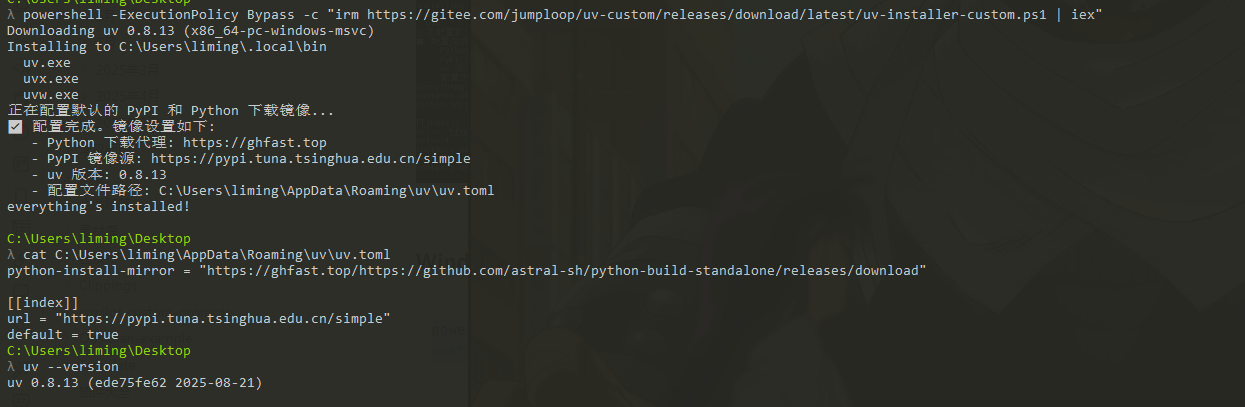 λ powershell -ExecutionPolicy Bypass -c "irm https://gitee.com/jumploop/uv-custom/releases/download/latest/uv-installer-custom.ps1 | iex"
Downloading uv 0.8.13 (x86_64-pc-windows-msvc)
Installing to C:\Users\liming\.local\bin
  uv.exe
  uvx.exe
  uvw.exe
正在配置默认的 PyPI 和 Python 下载镜像...
✅ 配置完成。镜像设置如下:
   - Python 下载代理: https://ghfast.top
   - PyPI 镜像源: https://pypi.tuna.tsinghua.edu.cn/simple
   - uv 版本: 0.8.13
   - 配置文件路径: C:\Users\liming\AppData\Roaming\uv\uv.toml
everything's installed!
C:\Users\liming\Desktop
λ cat C:\Users\liming\AppData\Roaming\uv\uv.toml
python-install-mirror = "https://ghfast.top/https://github.com/astral-sh/python-build-standalone/releases/download"
[[index]]
url = "https://pypi.tuna.tsinghua.edu.cn/simple"
default = true
C:\Users\liming\Desktop
λ uv --version
uv 0.8.13 (ede75fe62 2025-08-21)